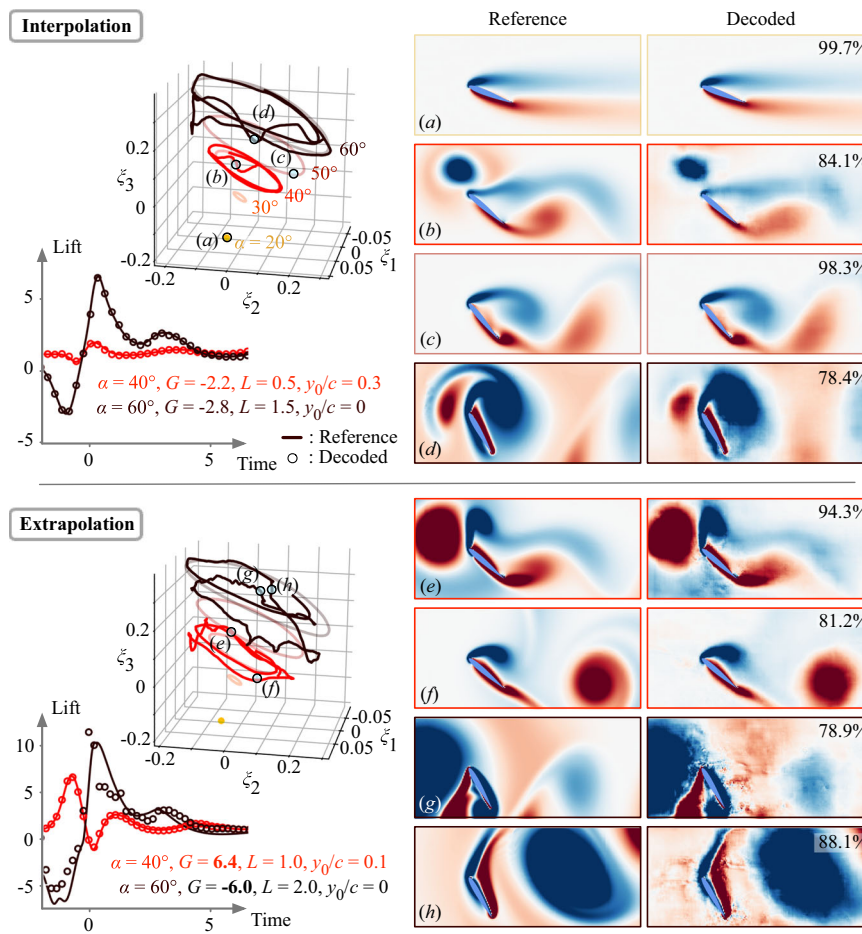 Interpolation
Reference
Decoded
0.2
0
-0.2
ξ3
-0.2
0
0.2
ξ2
-0.05
0
0.05
ξ1
(a)
(b)
(c)
(d)
α = 20°
30°
40°
50°
60°
Lift
5
0
-5
0
5
Time
α = 40°, G = -2.2, L = 0.5, y0/c = 0.3
α = 60°, G = -2.8, L = 1.5, y0/c = 0
: Reference
: Decoded
(a)
99.7%
(b)
84.1%
(c)
98.3%
(d)
78.4%
Extrapolation
0.2
0
-0.2
ξ3
-0.2
0
0.2
ξ2
-0.05
0
0.05
ξ1
(g)
(h)
(e)
(f)
Lift
10
5
0
-5
0
5
Time
α = 40°, G = 6.4, L = 1.0, y0/c = 0.1
α = 60°, G = -6.0, L = 2.0, y0/c = 0
(e)
94.3%
(f)
81.2%
(g)
78.9%
(h)
88.1%